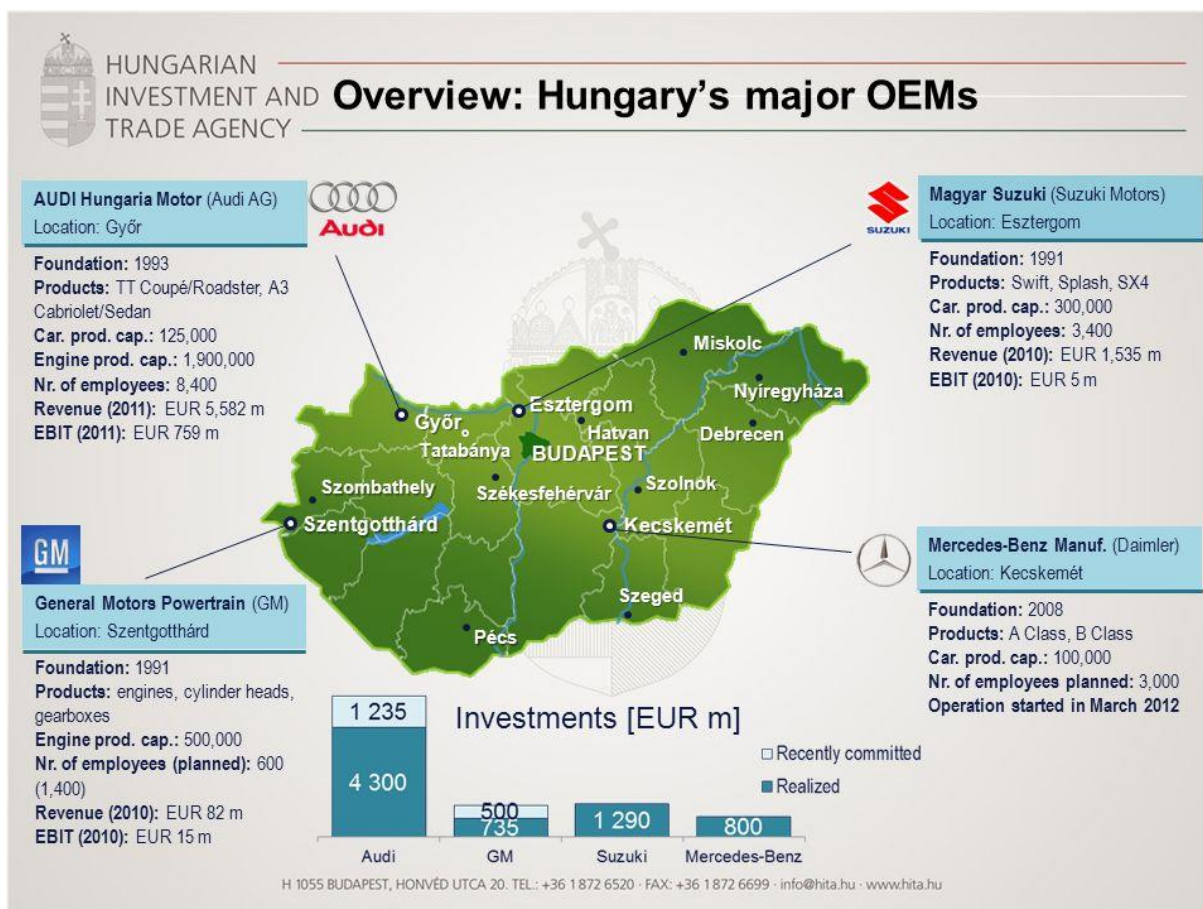 HUNGARIAN
INVESTMENT AND
TRADE AGENCY
Overview: Hungary's major OEMs
AUDI Hungaria Motor (Audi AG)
Location: Győr
Audi
Foundation: 1993
Products: TT Coupé/Roadster, A3
Cabriolet/Sedan
Car. prod. cap.: 125,000
Engine prod. cap.: 1,900,000
Nr. of employees: 8,400
Revenue (2011): EUR 5,582 m
EBIT (2011): EUR 759 m
SUZUKI
Magyar Suzuki (Suzuki Motors)
Location: Esztergom
Foundation: 1991
Products: Swift, Splash, SX4
Car. prod. cap.: 300,000
Nr. of employees: 3,400
Revenue (2010): EUR 1,535 m
EBIT (2010): EUR 5 m
Miskolc
Nyíregyháza
Esztergom
Győr
Hatvan
Debrecen
Tatabánya
BUDAPEST
Szombathely
Székesfehérvár
Szolnok
Szentgotthárd
Kecskemét
Szeged
Pécs
GM
General Motors Powertrain (GM)
Location: Szentgotthárd
Foundation: 1991
Products: engines, cylinder heads,
gearboxes
Engine prod. cap.: 500,000
Nr. of employees (planned): 600
(1,400)
Revenue (2010): EUR 82 m
EBIT (2010): EUR 15 m
Mercedes-Benz Manuf. (Daimler)
Location: Kecskemét
Foundation: 2008
Products: A Class, B Class
Car. prod. cap.: 100,000
Nr. of employees planned: 3,000
Operation started in March 2012
Investments [EUR m]
Recently committed
Realized
1 235
4 300
500
735
1 290
800
Audi
GM
Suzuki
Mercedes-Benz
H 1055 BUDAPEST, HONVÉD UTCA 20. TEL.: +36 1 872 6520 · FAX: +36 1 872 6699 · info@hita.hu · www.hita.hu